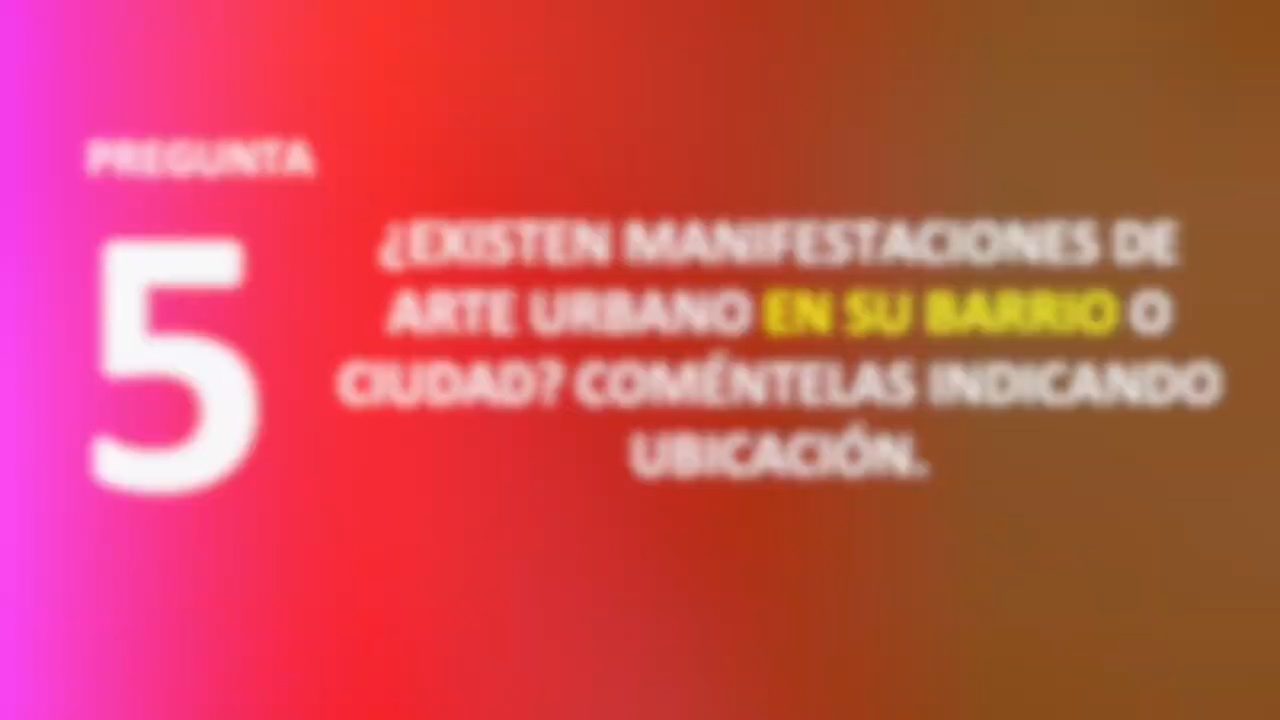 PREGUNTA
5
¿EXISTEN MANIFESTACIONES DE
ARTE URBANO EN SU BARRIO O
CIUDAD? COMÉNTELAS INDICANDO
UBICACIÓN.